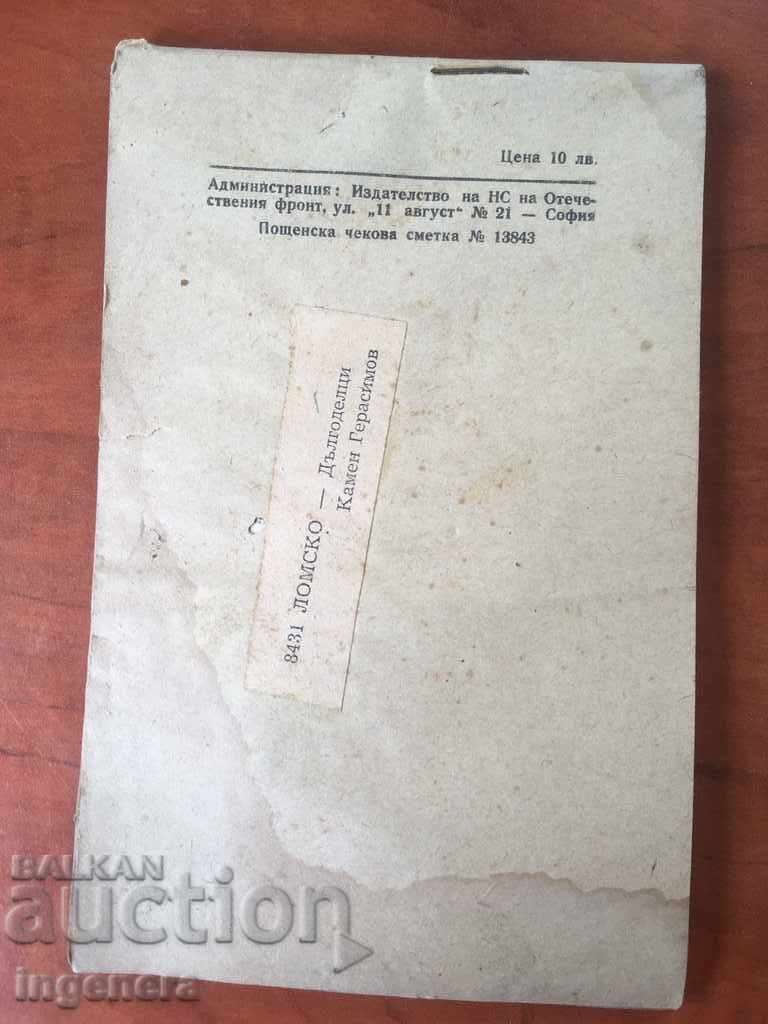 Цена 10 лв.
Администрация: Издателство на НС на Отече-
ствения фронт, ул. „11 август“ № 21 — София
Пощенска чекова сметка № 13843
8431 ЛОМСКО — Дългоделци
Камен Герасимов
BALKAN
auction
ingenera